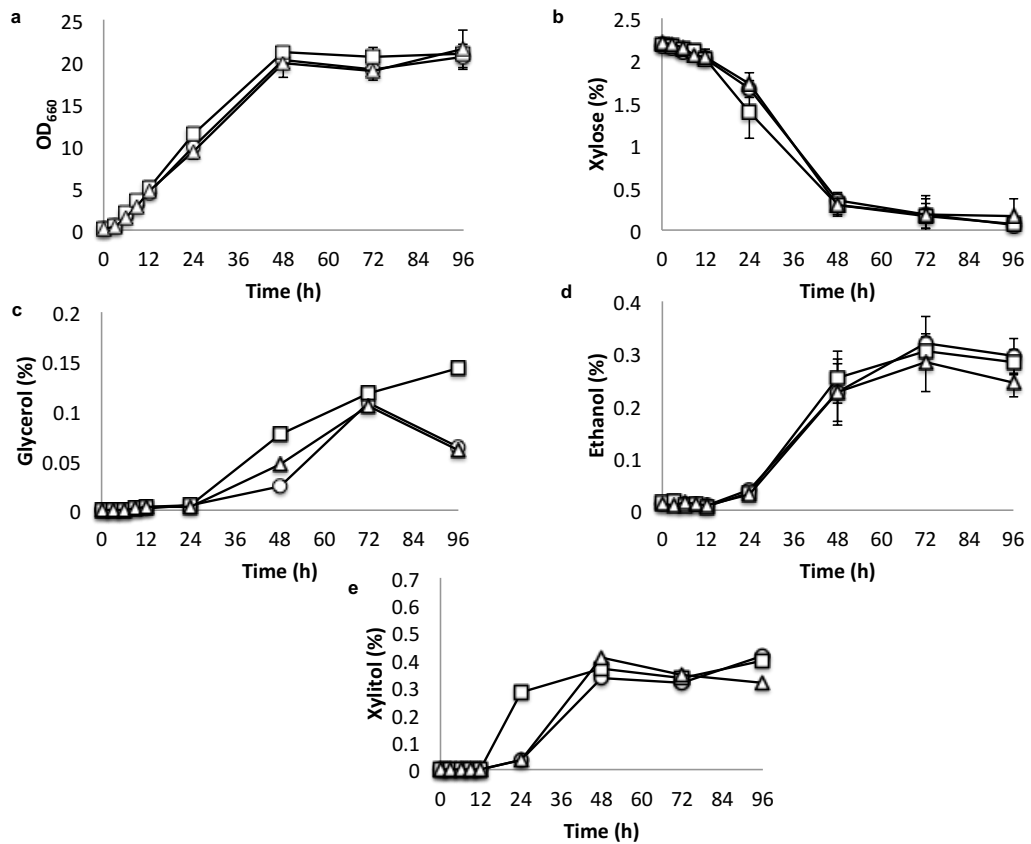 a
25
20
15
10
5
0
OD660
0 12 24 36 48 60 72 84 96
Time (h)
b
2.5
2
1.5
1
0.5
0
Xylose (%)
0 12 24 36 48 60 72 84 96
Time (h)
c
0.2
0.15
0.1
0.05
0
Glycerol (%)
0 12 24 36 48 60 72 84 96
Time (h)
d
0.4
0.3
0.2
0.1
0
Ethanol (%)
0 12 24 36 48 60 72 84 96
Time (h)
e
0.7
0.6
0.5
0.4
0.3
0.2
0.1
0
Xylitol (%)
0 12 24 36 48 60 72 84 96
Time (h)